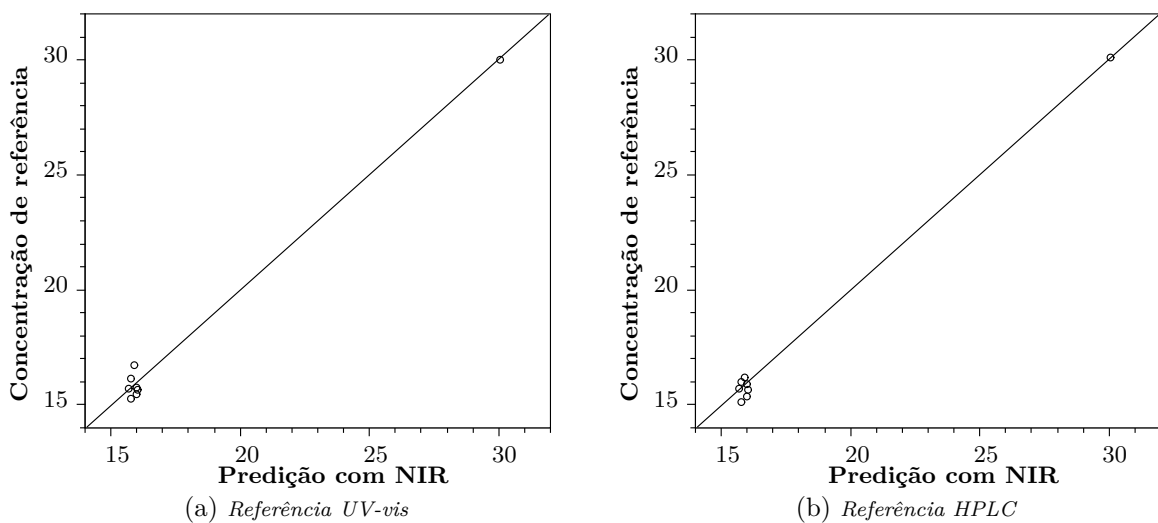 Concentração de referência
30
25
20
15
15 20 25 30
Predição com NIR
(a) Referência UV-vis
Concentração de referência
30
25
20
15
15 20 25 30
Predição com NIR
(b) Referência HPLC